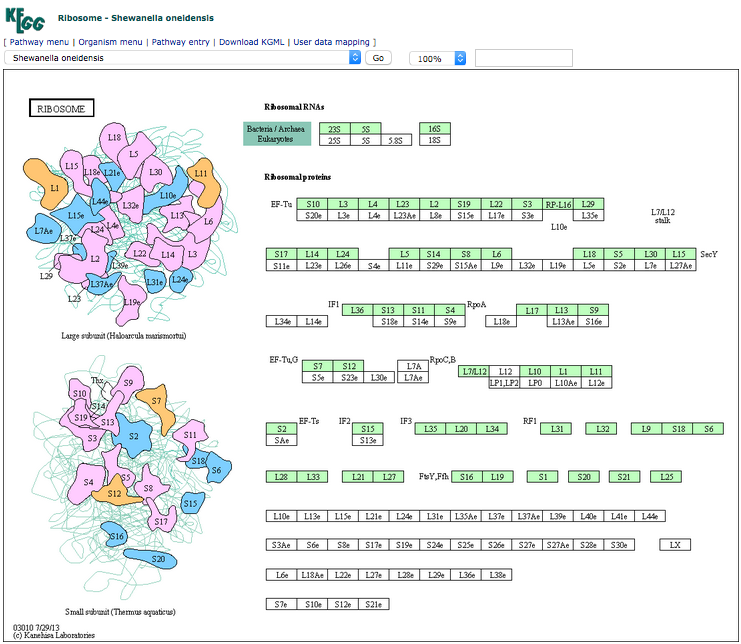 KEGG
Ribosome - Shewanella oneidensis
[ Pathway menu | Organism menu | Pathway entry | Download KGML | User data mapping ]
Shewanella oneidensis Go 100%
RIBOSOME
L18
L5
L15
L18e
L21e
L30
L11
L1
L44e
L10e
L15e
L32e
L13
L6
L7Ae
L4e
L24
L37e
L2
L22
L14
L3
L39e
L29
L37Ae
L31e
L24e
L23
L19e
Large subunit (Haloarcula marismortui)
Thx
S9
S10
S14
S7
S19
S13
S3
S2
S11
S18
S6
S4
S5
S12
S8
S15
S17
S16
S20
Small subunit (Thermus aquaticus)
03010 7/29/13
(c) Kanehisa Laboratories
Ribosomal RNAs
Bacteria / Archaea 23S 5S 16S
Eukaryotes 25S 5S 5.8S 18S
Ribosomal proteins
EF-Tu S10 L3 L4 L23 L2 S19 L22 S3 RP-L16 L29
S20e L3e L4e L23Ae L8e S15e L17e S3e L35e
L10e
L7/L12
stalk
S17 L14 L24 L5 S14 S8 L6 L18 S5 L30 L15 SecY
S11e L23e L26e S4e L11e S29e S15Ae L9e L32e L19e L5e S2e L7e L27Ae
IF1 L36 S13 S11 S4 RpoA L17 L13 S9
L34e L14e S18e S14e S9e L18e L13Ae S16e
EF-Tu,G S7 S12 L7A RpoC,B L7/L12 L12 L10 L1 L11
S5e S23e L30e L7Ae LP1,LP2 LP0 L10Ae L12e
S2 EF-Ts IF2 S15 IF3 L35 L20 L34 RF1 L31 L32 L9 S18 S6
SAe S13e
L28 L33 L21 L27 FtsY,Ffh S16 L19 S1 S20 S21 L25
L10e L13e L15e L21e L24e L31e L35Ae L37e L37Ae L39e L40e L41e L44e
S3Ae S6e S8e S17e S19e S24e S25e S26e S27e S27Ae S28e S30e LX
L6e L18Ae L22e L27e L28e L29e L36e L38e
S7e S10e S12e S21e